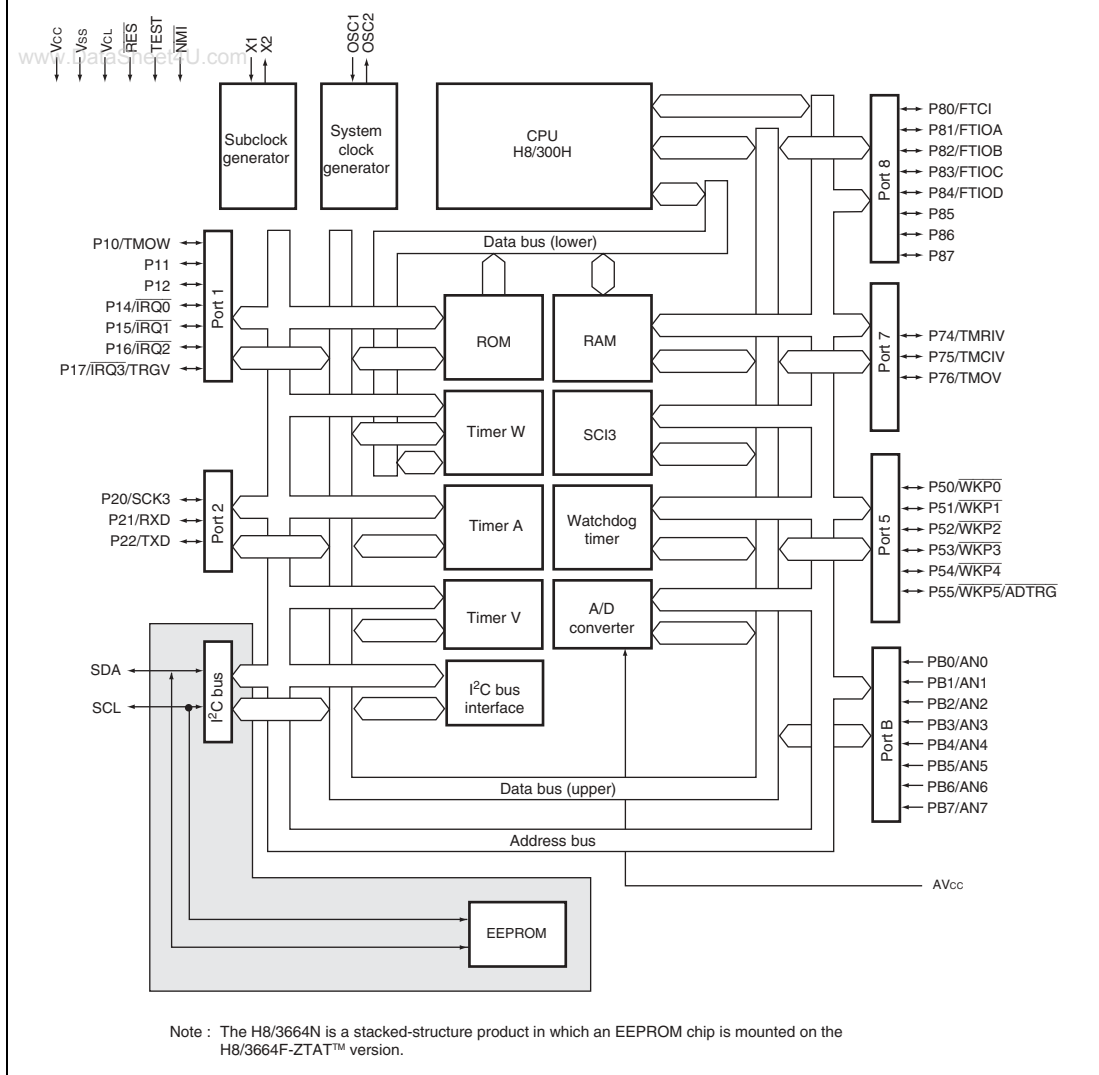 Vcc
Vss
VCL
RES
TEST
NMI
X1
X2
OSC1
OSC2
www.DataSheet4U.com
Subclock
generator
System
clock
generator
CPU
H8/300H
Port 8
P80/FTCI
P81/FTIOA
P82/FTIOB
P83/FTIOC
P84/FTIOD
P85
P86
P87
Data bus (lower)
P10/TMOW
P11
P12
P14/IRQ0
P15/IRQ1
P16/IRQ2
P17/IRQ3/TRGV
Port 1
ROM
RAM
Port 7
P74/TMRIV
P75/TMCIV
P76/TMOV
Timer W
SCI3
P20/SCK3
P21/RXD
P22/TXD
Port 2
Timer A
Watchdog
timer
Port 5
P50/WKP0
P51/WKP1
P52/WKP2
P53/WKP3
P54/WKP4
P55/WKP5/ADTRG
Timer V
A/D
converter
SDA
SCL
I²C bus
I²C bus
interface
Port B
PB0/AN0
PB1/AN1
PB2/AN2
PB3/AN3
PB4/AN4
PB5/AN5
PB6/AN6
PB7/AN7
Data bus (upper)
Address bus
AVcc
EEPROM
Note : The H8/3664N is a stacked-structure product in which an EEPROM chip is mounted on the
H8/3664F-ZTAT™ version.